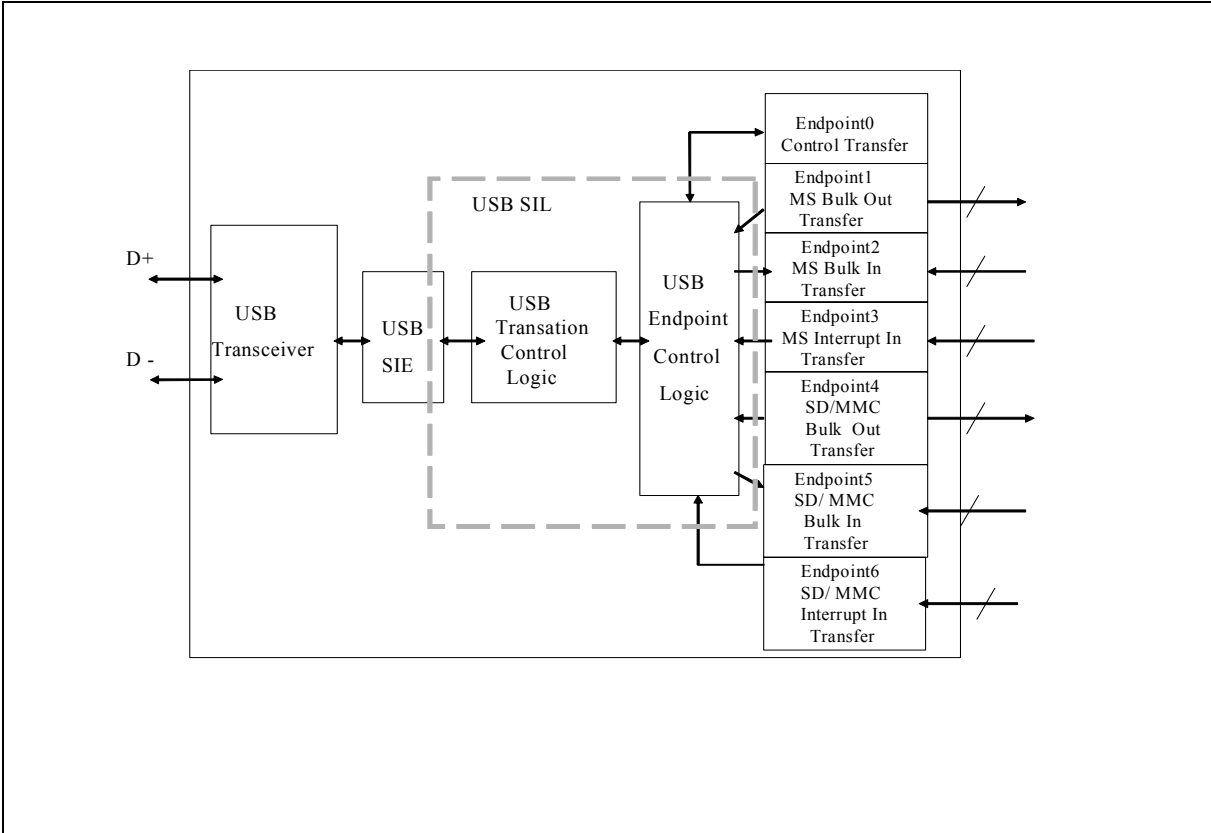 Endpoint0
Control Transfer
Endpoint1
MS Bulk Out
Transfer
USB SIL
Endpoint2
MS Bulk In
Transfer
D+
USB
Transceiver
USB
SIE
USB
Transation
Control
Logic
USB
Endpoint
Control
Logic
Endpoint3
MS Interrupt In
Transfer
D -
Endpoint4
SD/MMC
Bulk Out
Transfer
Endpoint5
SD/ MMC
Bulk In
Transfer
Endpoint6
SD/ MMC
Interrupt In
Transfer